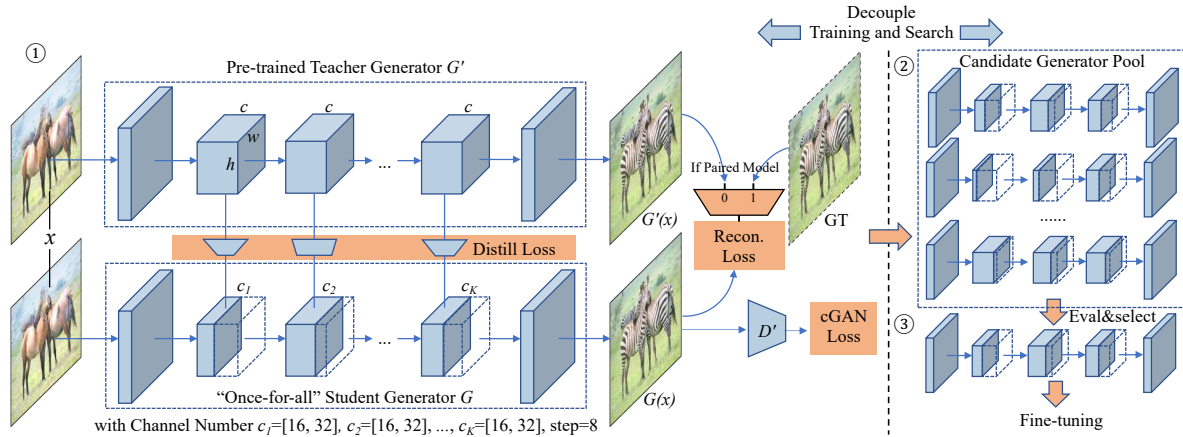 Decouple
Training and Search
①
Pre-trained Teacher Generator G′
c
w
h
c
...
c
x
Distill Loss
c₁
c₂
...
c_K
"Once-for-all" Student Generator G
with Channel Number c₁=[16, 32], c₂=[16, 32], ..., c_K=[16, 32], step=8
G′(x)
G(x)
If Paired Model
0 1
Recon.
Loss
GT
D′
cGAN
Loss
②
Candidate Generator Pool
......
Eval&select
③
Fine-tuning